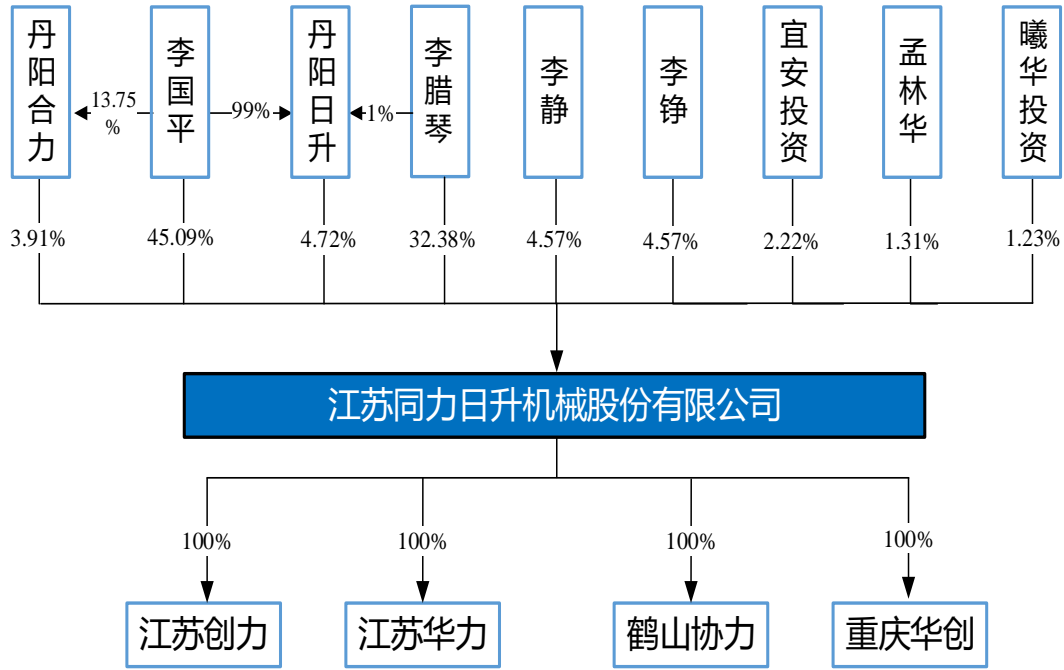 丹阳合力
李国平
丹阳日升
李腊琴
李静
李铮
宜安投资
孟林华
曦华投资
13.75
%
99%
1%
3.91%
45.09%
4.72%
32.38%
4.57%
4.57%
2.22%
1.31%
1.23%
江苏同力日升机械股份有限公司
100%
100%
100%
100%
江苏创力
江苏华力
鹤山协力
重庆华创